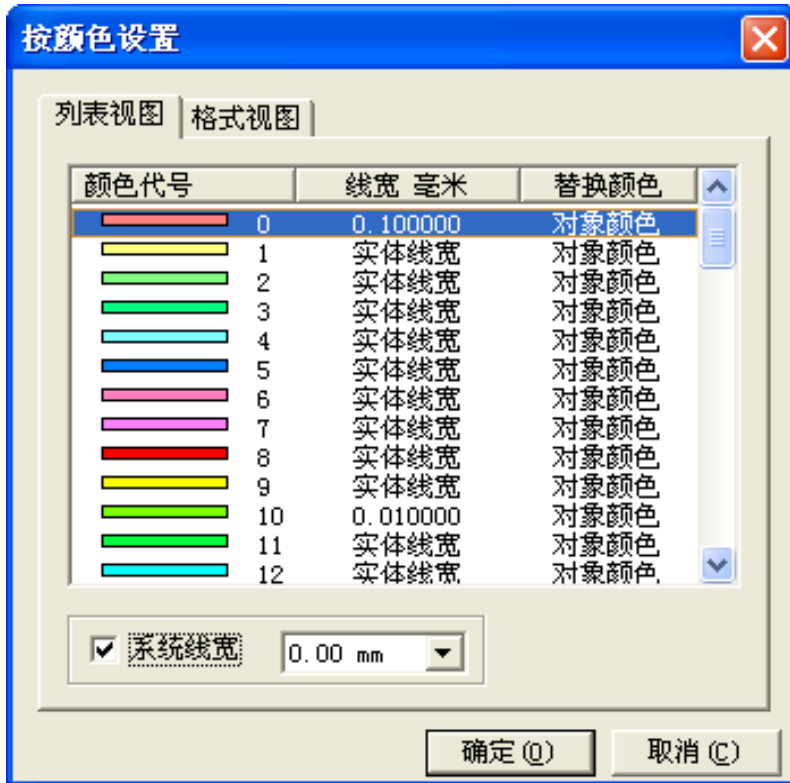 按颜色设置
列表视图 格式视图
颜色代号 线宽 毫米 替换颜色
0 0.100000 对象颜色
1 实体线宽 对象颜色
2 实体线宽 对象颜色
3 实体线宽 对象颜色
4 实体线宽 对象颜色
5 实体线宽 对象颜色
6 实体线宽 对象颜色
7 实体线宽 对象颜色
8 实体线宽 对象颜色
9 实体线宽 对象颜色
10 0.010000 对象颜色
11 实体线宽 对象颜色
12 实体线宽 对象颜色
系统线宽 0.00 mm
确定(O) 取消(C)